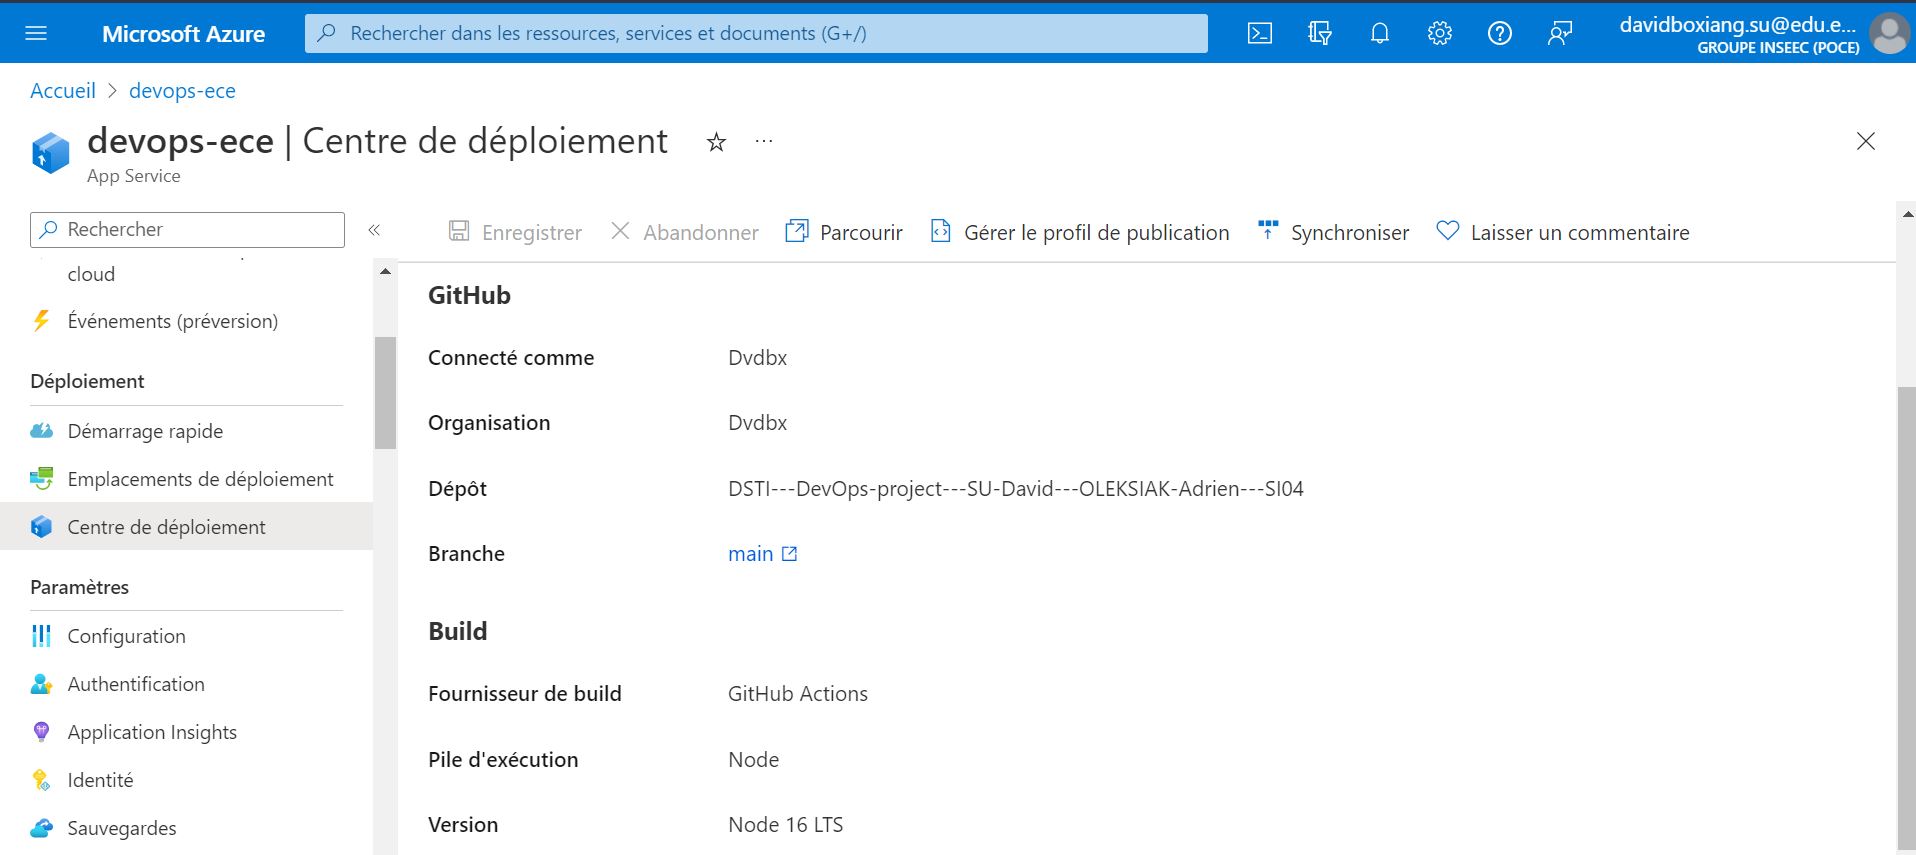 Microsoft Azure
Rechercher dans les ressources, services et documents (G+/)
davidboxiang.su@edu.e...
GROUPE INSEEC (POCE)
Accueil > devops-ece
devops-ece | Centre de déploiement
App Service
Rechercher
«
Enregistrer
Abandonner
Parcourir
Gérer le profil de publication
Synchroniser
Laisser un commentaire
cloud
Événements (préversion)
Déploiement
Démarrage rapide
Emplacements de déploiement
Centre de déploiement
Paramètres
Configuration
Authentification
Application Insights
Identité
Sauvegardes
GitHub
Connecté comme Dvdbx
Organisation Dvdbx
Dépôt DSTI---DevOps-project---SU-David---OLEKSIAK-Adrien---SI04
Branche main
Build
Fournisseur de build GitHub Actions
Pile d'exécution Node
Version Node 16 LTS